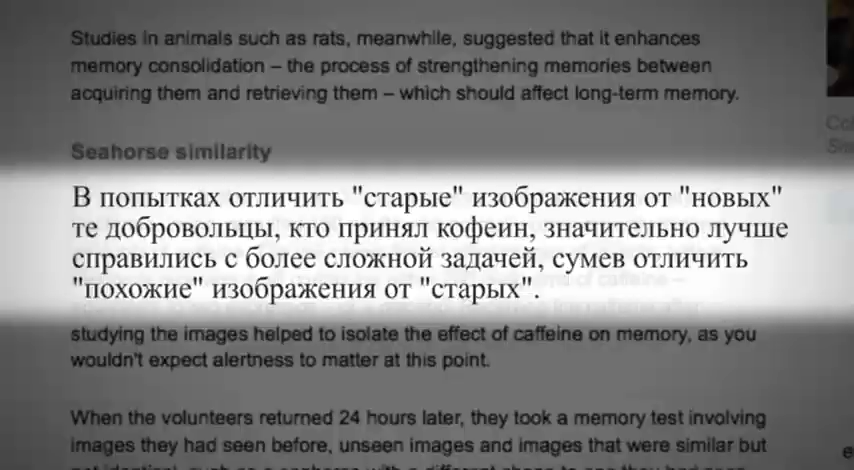 Studies in animals such as rats, meanwhile, suggested that it enhances
memory consolidation – the process of strengthening memories between
acquiring them and retrieving them – which should affect long-term memory.
Seahorse similarity
В попытках отличить "старые" изображения от "новых"
те добровольцы, кто принял кофеин, значительно лучше
справились с более сложной задачей, сумев отличить
"похожие" изображения от "старых".
studying the images helped to isolate the effect of caffeine on memory, as you
wouldn't expect alertness to matter at this point.
When the volunteers returned 24 hours later, they took a memory test involving
images they had seen before, unseen images and images that were similar but